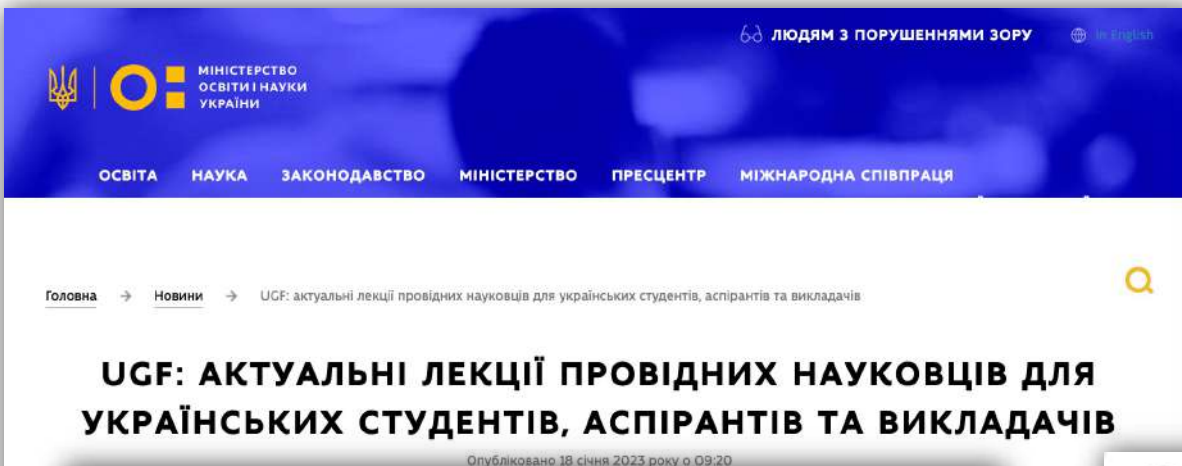 ЛЮДЯМ З ПОРУШЕННЯМИ ЗОРУ In English
МІНІСТЕРСТВО
ОСВІТИ І НАУКИ
УКРАЇНИ
ОСВІТА НАУКА ЗАКОНОДАВСТВО МІНІСТЕРСТВО ПРЕСЦЕНТР МІЖНАРОДНА СПІВПРАЦЯ
Головна → Новини → UGF: актуальні лекції провідних науковців для українських студентів, аспірантів та викладачів
UGF: АКТУАЛЬНІ ЛЕКЦІЇ ПРОВІДНИХ НАУКОВЦІВ ДЛЯ
УКРАЇНСЬКИХ СТУДЕНТІВ, АСПІРАНТІВ ТА ВИКЛАДАЧІВ
Опубліковано 18 січня 2023 року о 09:20